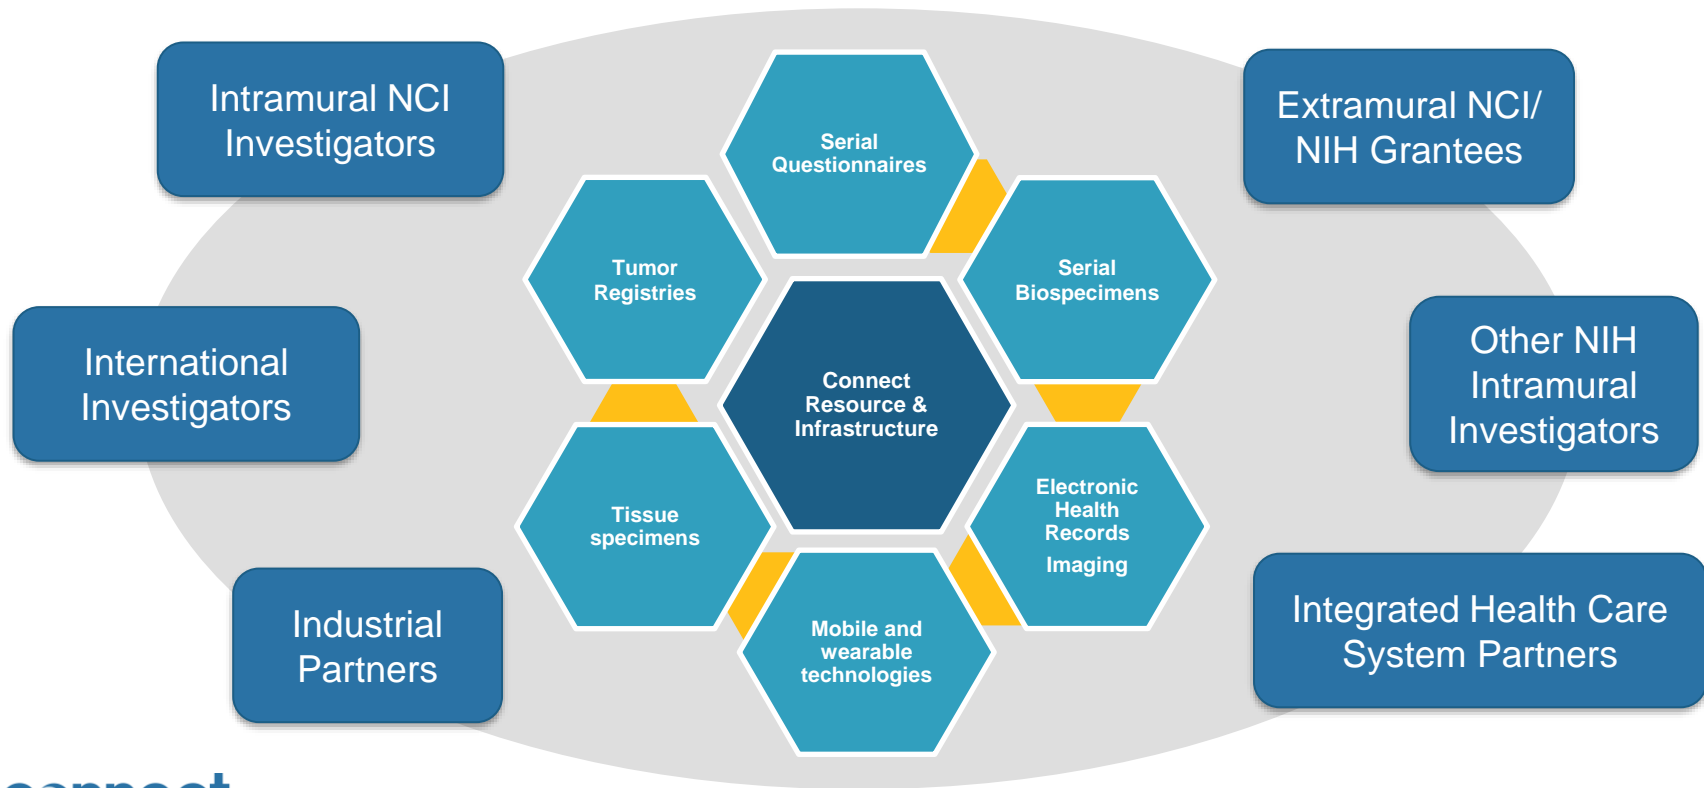 Intramural NCI
Investigators
Extramural NCI/
NIH Grantees
Serial
Questionnaires
Tumor
Registries
Serial
Biospecimens
International
Investigators
Connect
Resource &
Infrastructure
Other NIH
Intramural
Investigators
Tissue
specimens
Electronic
Health
Records
Imaging
Industrial
Partners
Mobile and
wearable
technologies
Integrated Health Care
System Partners
connect